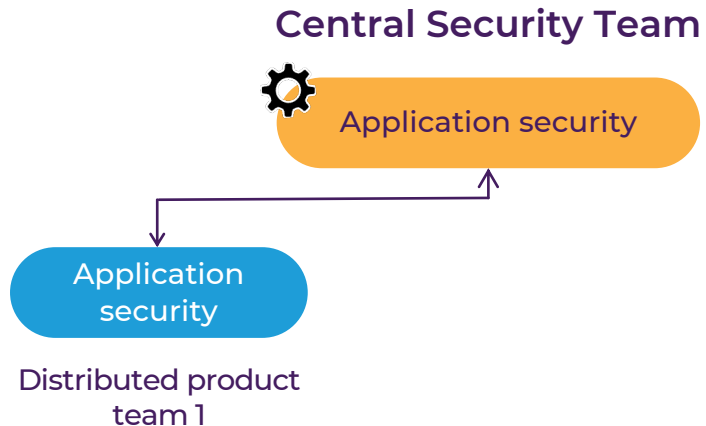 Central Security Team
Application security
Application
security
Distributed product
team 1